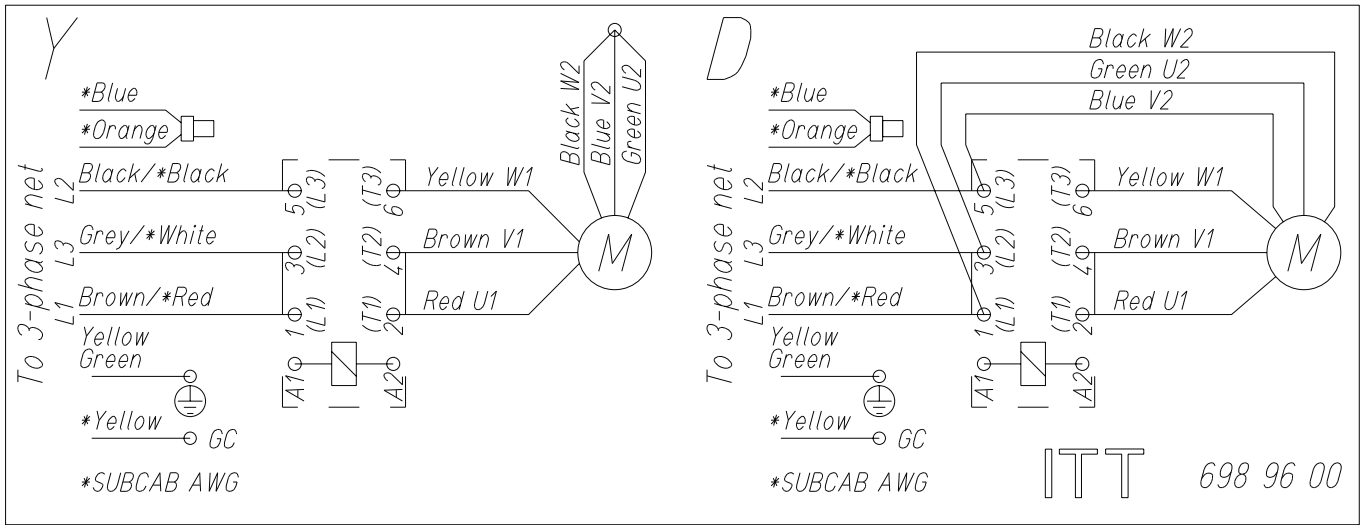 Y
*Blue
*Orange
To 3-phase net
L2
Black/*Black
5
(L3)
(T3)
6
Yellow W1
L3
Grey/*White
3
(L2)
(T2)
4
Brown V1
L1
Brown/*Red
1
(L1)
(T1)
2
Red U1
Black W2
Blue V2
Green U2
M
Yellow
Green
A1
A2
*Yellow
GC
*SUBCAB AWG
D
Black W2
Green U2
Blue V2
*Blue
*Orange
To 3-phase net
L2
Black/*Black
5
(L3)
(T3)
6
Yellow W1
L3
Grey/*White
3
(L2)
(T2)
4
Brown V1
L1
Brown/*Red
1
(L1)
(T1)
2
Red U1
M
Yellow
Green
A1
A2
*Yellow
GC
*SUBCAB AWG
ITT
698 96 00